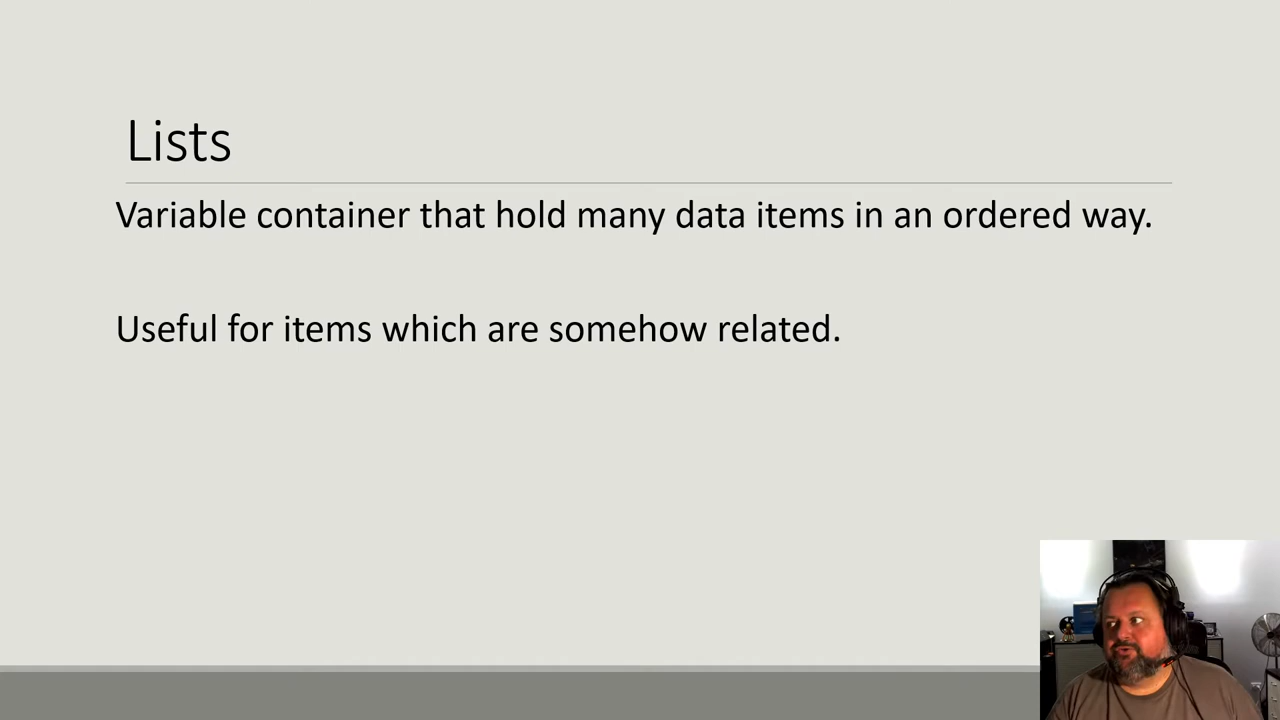 Lists
Variable container that hold many data items in an ordered way.
Useful for items which are somehow related.